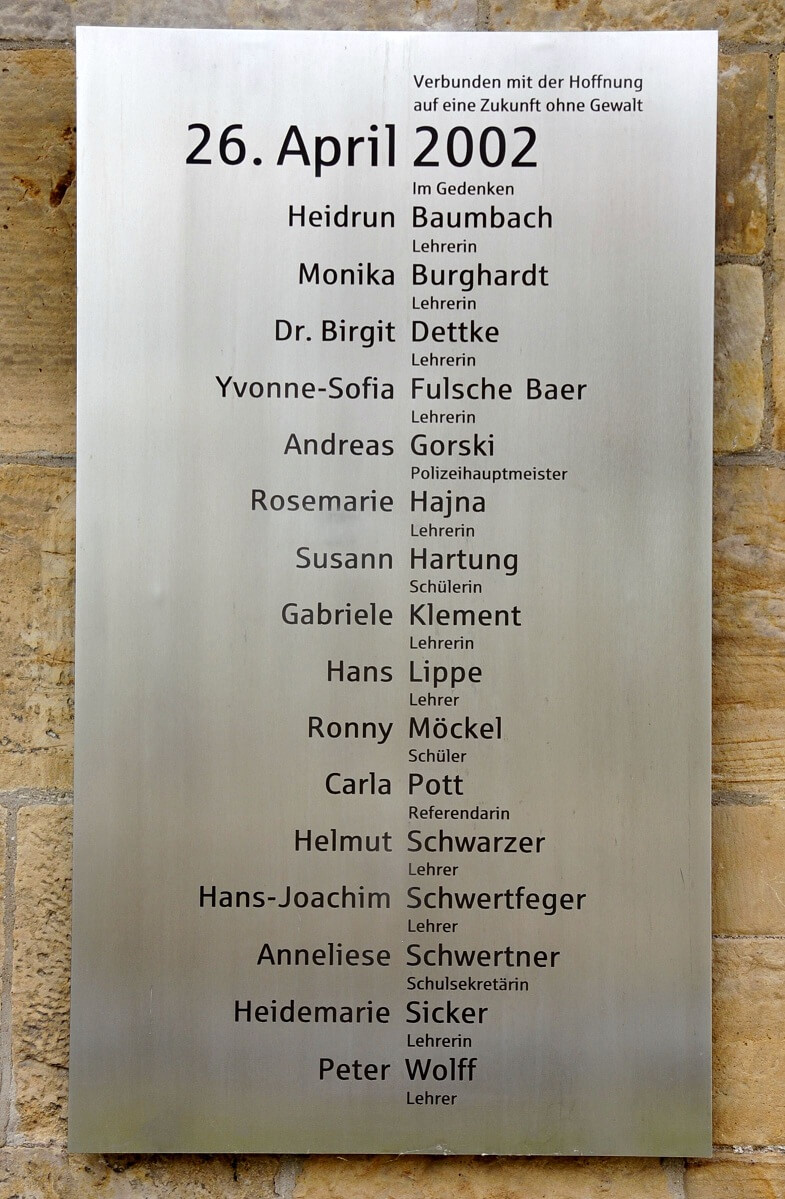 Verbunden mit der Hoffnung
auf eine Zukunft ohne Gewalt
26. April 2002
Im Gedenken
Heidrun Baumbach
Lehrerin
Monika Burghardt
Lehrerin
Dr. Birgit Dettke
Lehrerin
Yvonne-Sofia Fulsche Baer
Lehrerin
Andreas Gorski
Polizeihauptmeister
Rosemarie Hajna
Lehrerin
Susann Hartung
Schülerin
Gabriele Klement
Lehrerin
Hans Lippe
Lehrer
Ronny Möckel
Schüler
Carla Pott
Referendarin
Helmut Schwarzer
Lehrer
Hans-Joachim Schwertfeger
Lehrer
Anneliese Schwertner
Schulsekretärin
Heidemarie Sicker
Lehrerin
Peter Wolff
Lehrer